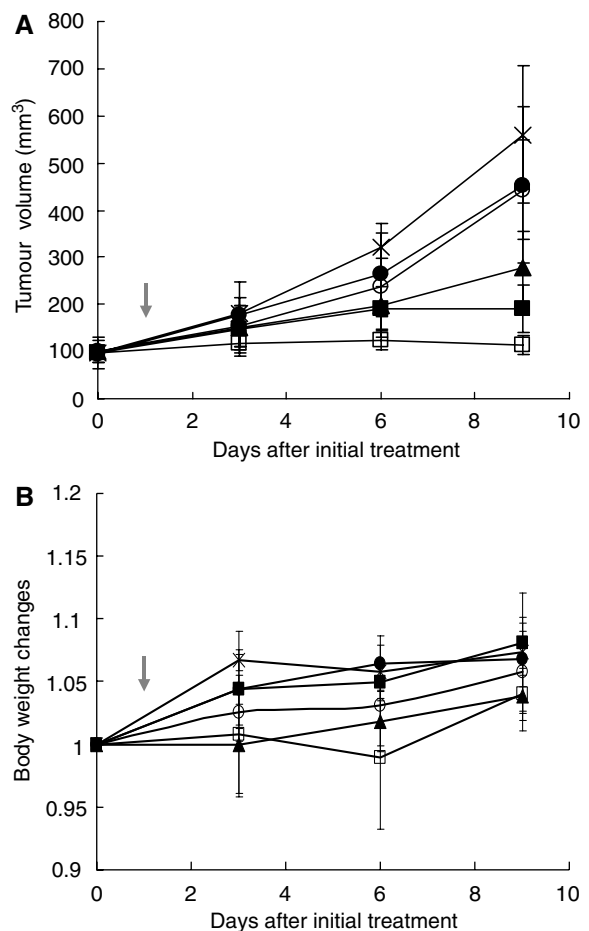 A
800
700
600
500
400
300
200
100
0
Tumour volume (mm³)
0 2 4 6 8 10
Days after initial treatment
B
1.2
1.15
1.1
1.05
1
0.95
0.9
Body weight changes
0 2 4 6 8 10
Days after initial treatment